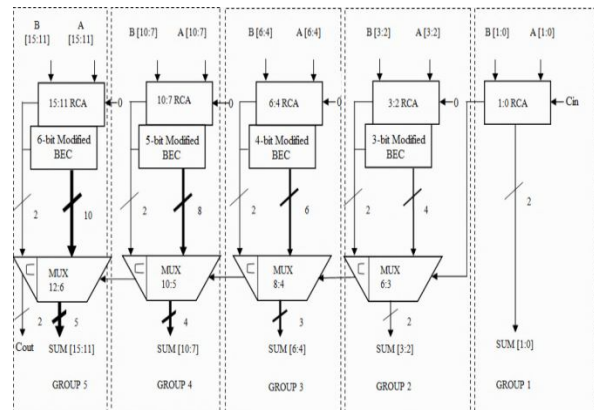 B
[15:11]
A
[15:11]
B [10:7]
A [10:7]
B [6:4]
A [6:4]
B [3:2]
A [3:2]
B [1:0]
A [1:0]
15:11 RCA
0
10:7 RCA
0
6:4 RCA
0
3:2 RCA
0
1:0 RCA
Cin
6-bit Modified
BEC
5-bit Modified
BEC
4-bit Modified
BEC
3-bit Modified
BEC
2
10
2
8
2
6
2
4
2
MUX
12:6
MUX
10:5
MUX
8:4
MUX
6:3
2
5
4
3
2
Cout
SUM [15:11]
SUM [10:7]
SUM [6:4]
SUM [3:2]
SUM [1:0]
GROUP 5
GROUP 4
GROUP 3
GROUP 2
GROUP 1